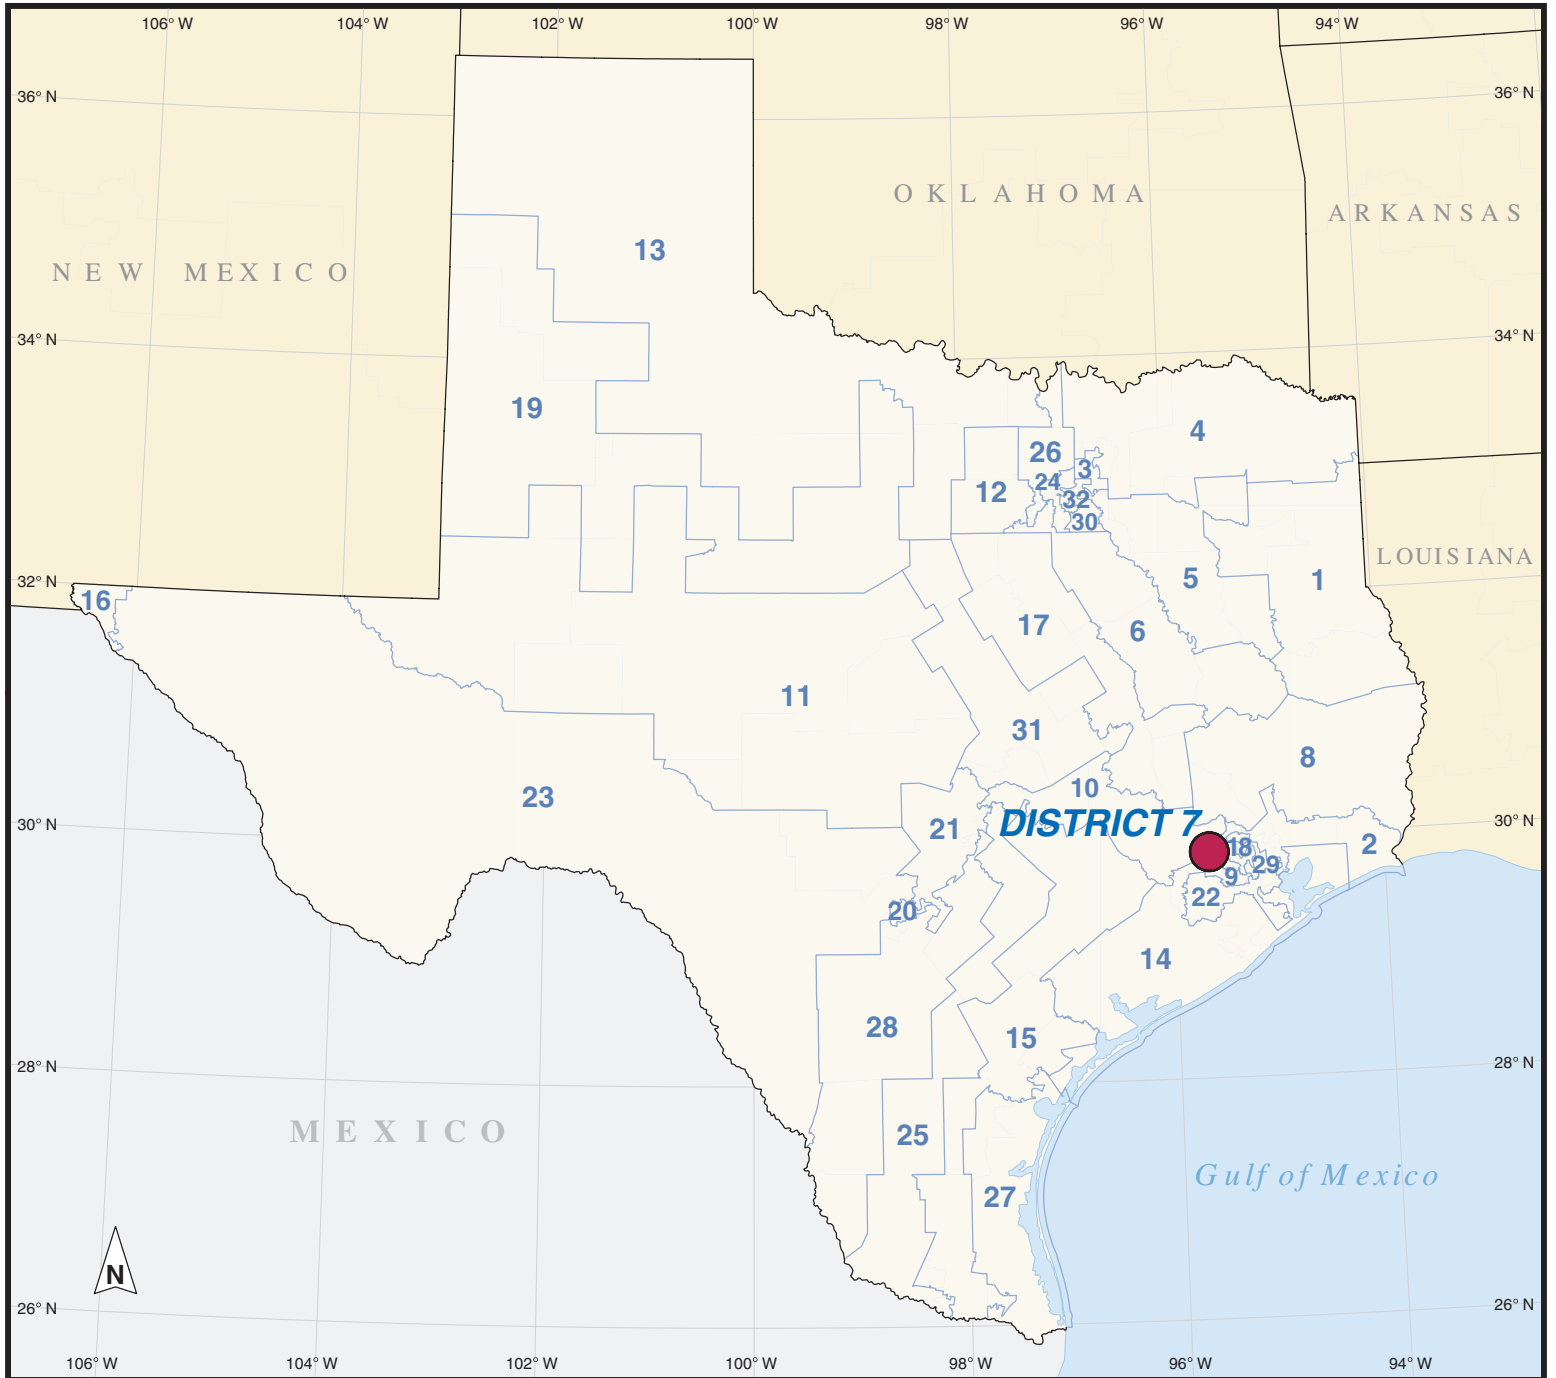 106° W 104° W 102° W 100° W 98° W 96° W 94° W
36° N 36° N
OKLAHOMA
ARKANSAS
13
NEW MEXICO
34° N 34° N
19
4
26
3
24
12
32
30
LOUISIANA
32° N 32° N
5
1
16
17
6
11
31
8
10
23
30° N 30° N
DISTRICT 7
21
18
2
29
9
22
20
14
28
15
28° N 28° N
MEXICO
25
Gulf of Mexico
27
N
26° N 26° N
106° W 104° W 102° W 100° W 98° W 96° W 94° W